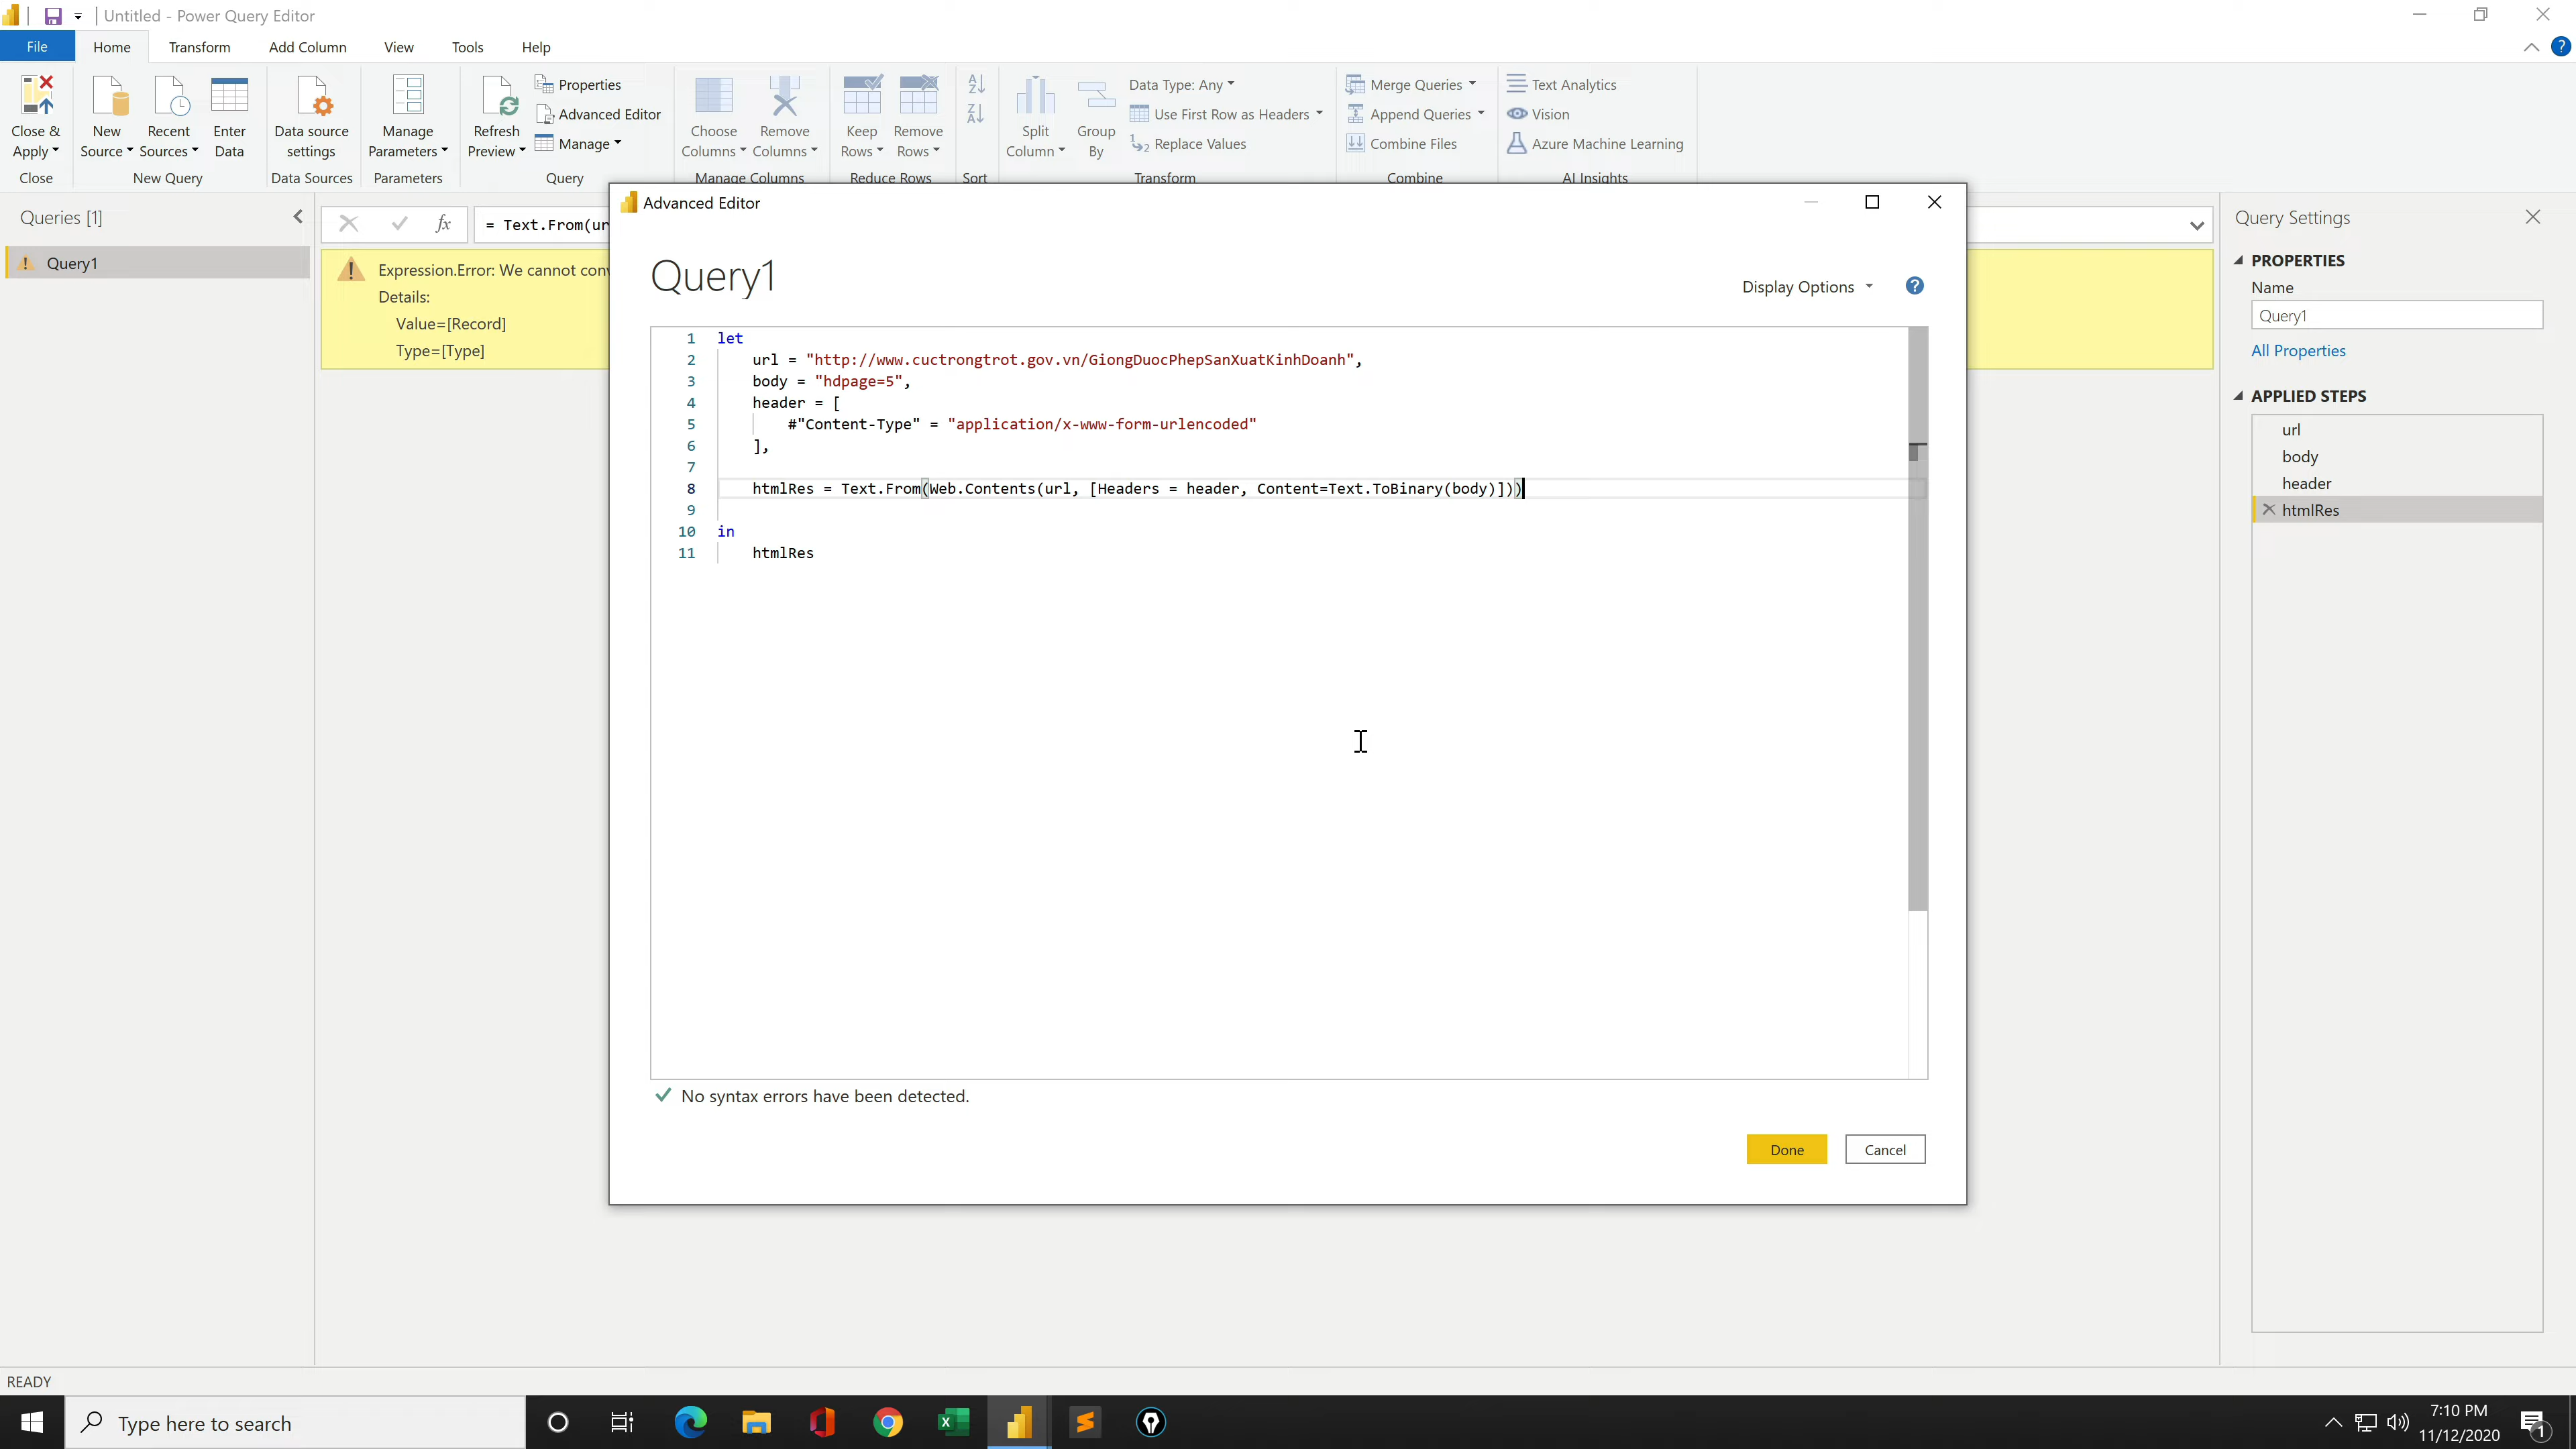 Untitled - Power Query Editor
File
Home
Transform
Add Column
View
Tools
Help
Close & Apply
New Source
Recent Sources
Enter Data
Data source settings
Manage Parameters
Refresh Preview
Properties
Advanced Editor
Manage
Choose Columns
Remove Columns
Keep Rows
Remove Rows
Split Column
Group By
Data Type: Any
Use First Row as Headers
Replace Values
Merge Queries
Append Queries
Combine Files
Text Analytics
Vision
Azure Machine Learning
Close
New Query
Data Sources
Parameters
Query
Manage Columns
Reduce Rows
Sort
Transform
Combine
AI Insights
Queries [1]
Query1
fx
= Text.From(ur
Expression.Error: We cannot con
Details:
Value=[Record]
Type=[Type]
Advanced Editor
Query1
Display Options
?
1 let
2 url = "http://www.cuctrongtrot.gov.vn/GiongDuocPhepSanXuatKinhDoanh",
3 body = "hdpage=5",
4 header = [
5 #"Content-Type" = "application/x-www-form-urlencoded"
6 ],
7
8 htmlRes = Text.From(Web.Contents(url, [Headers = header, Content=Text.ToBinary(body)]))
9
10 in
11 htmlRes
No syntax errors have been detected.
Done
Cancel
Query Settings
PROPERTIES
Name
Query1
All Properties
APPLIED STEPS
url
body
header
htmlRes
READY
Type here to search
7:10 PM
11/12/2020
1